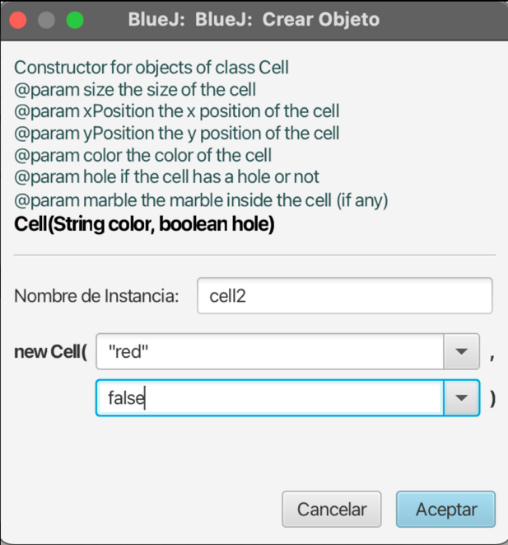 BlueJ:  BlueJ: Crear Objeto
Constructor for objects of class Cell
@param size the size of the cell
@param xPosition the x position of the cell
@param yPosition the y position of the cell
@param color the color of the cell
@param hole if the cell has a hole or not
@param marble the marble inside the cell (if any)
Cell(String color, boolean hole)
Nombre de Instancia: cell2
new Cell( "red" ,
false )
Cancelar Aceptar